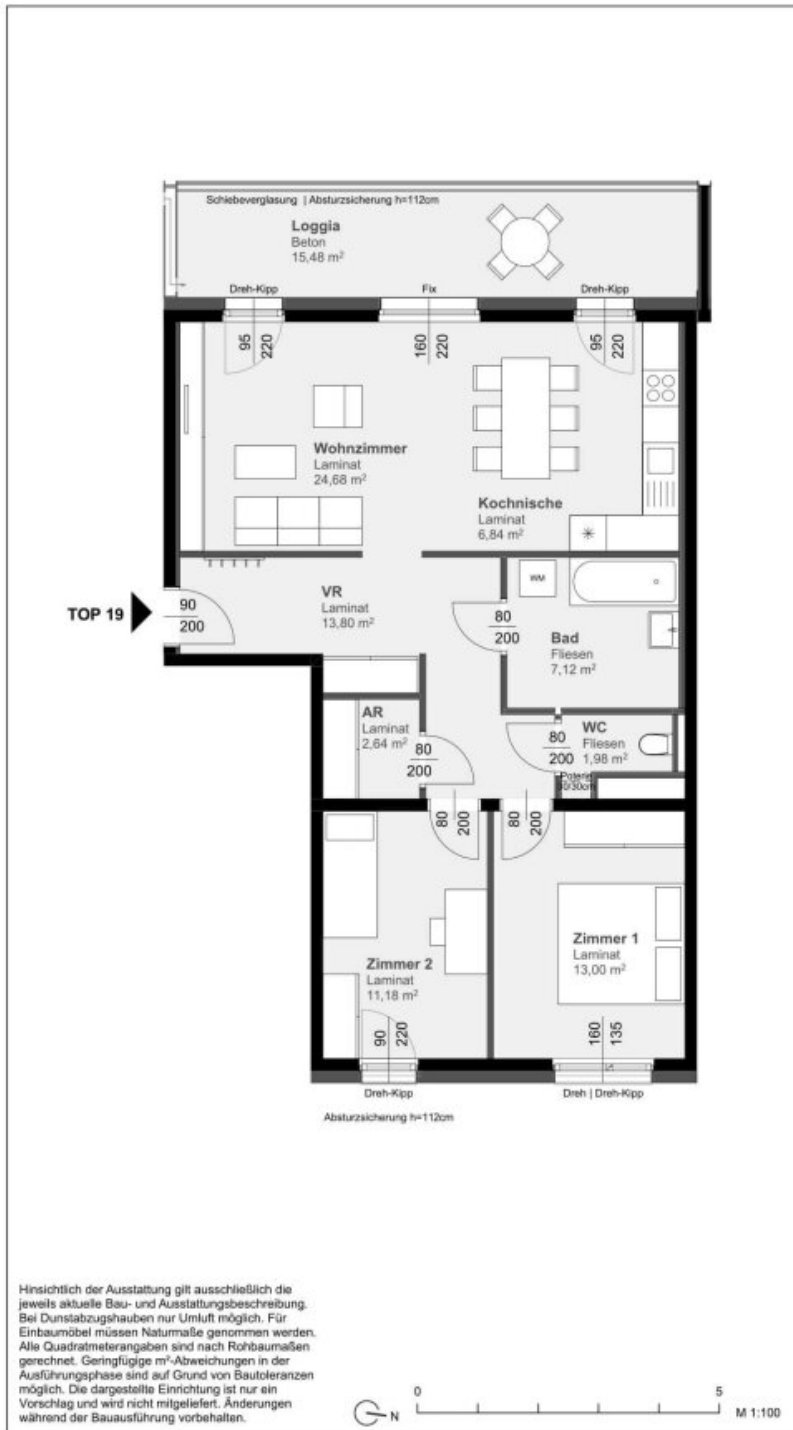 Schiebeverglasung | Absturzsicherung h=112cm
Loggia
Beton
15,48 m²
Dreh-Kipp
Fix
Dreh-Kipp
95
220
160
220
95
220
Wohnzimmer
Laminat
24,68 m²
Kochnische
Laminat
6,84 m²
TOP 19
90
200
VR
Laminat
13,80 m²
WM
80
200
Bad
Fliesen
7,12 m²
AR
Laminat
2,64 m²
80
200
80
200
WC
Fliesen
1,98 m²
Poterie
30/30cm
80
200
80
200
Zimmer 2
Laminat
11,18 m²
Zimmer 1
Laminat
13,00 m²
90
220
160
135
Dreh-Kipp
Dreh | Dreh-Kipp
Absturzsicherung h=112cm
Hinsichtlich der Ausstattung gilt ausschließlich die
jeweils aktuelle Bau- und Ausstattungsbeschreibung.
Bei Dunstabzugshauben nur Umluft möglich. Für
Einbaumöbel müssen Naturmaße genommen werden.
Alle Quadratmeterangaben sind nach Rohbaumaßen
gerechnet. Geringfügige m²-Abweichungen in der
Ausführungsphase sind auf Grund von Bautoleranzen
möglich. Die dargestellte Einrichtung ist nur ein
Vorschlag und wird nicht mitgeliefert. Änderungen
während der Bauausführung vorbehalten.
N
0
5
M 1:100